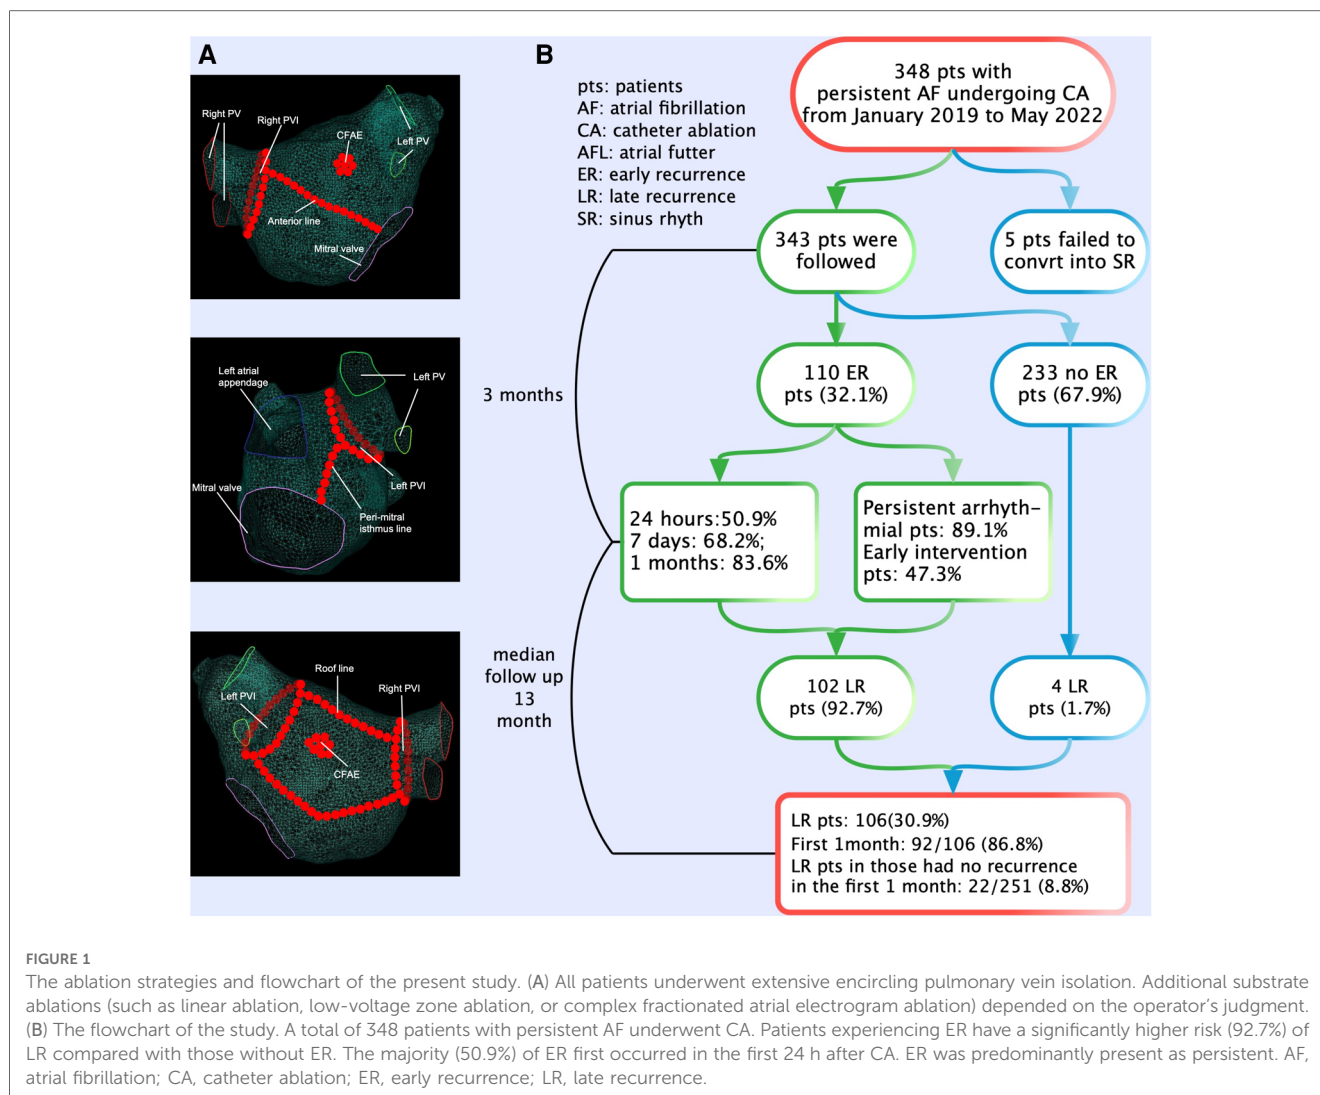 A
Right PV
Right PVI
CFAE
Left PV
Anterior line
Mitral valve
Left atrial
appendage
Left PV
Mitral valve
Left PVI
Peri-mitral
isthmus line
Roof line
Left PVI
Right PVI
CFAE
B
pts: patients
AF: atrial fibrillation
CA: catheter ablation
AFL: atrial futter
ER: early recurrence
LR: late recurrence
SR: sinus rhyth
348 pts with
persistent AF undergoing CA
from January 2019 to May 2022
343 pts were
followed
5 pts failed to
convrt into SR
3 months
110 ER
pts (32.1%)
233 no ER
pts (67.9%)
24 hours:50.9%
7 days: 68.2%;
1 months: 83.6%
Persistent arrhyth-
mial pts: 89.1%
Early intervention
pts: 47.3%
median
follow up
13
month
102 LR
pts (92.7%)
4 LR
pts (1.7%)
LR pts: 106(30.9%)
First 1month: 92/106 (86.8%)
LR pts in those had no recurrence
in the first 1 month: 22/251 (8.8%)
FIGURE 1
The ablation strategies and flowchart of the present study. (A) All patients underwent extensive encircling pulmonary vein isolation. Additional substrate
ablations (such as linear ablation, low-voltage zone ablation, or complex fractionated atrial electrogram ablation) depended on the operator's judgment.
(B) The flowchart of the study. A total of 348 patients with persistent AF underwent CA. Patients experiencing ER have a significantly higher risk (92.7%) of
LR compared with those without ER. The majority (50.9%) of ER first occurred in the first 24 h after CA. ER was predominantly present as persistent. AF,
atrial fibrillation; CA, catheter ablation; ER, early recurrence; LR, late recurrence.